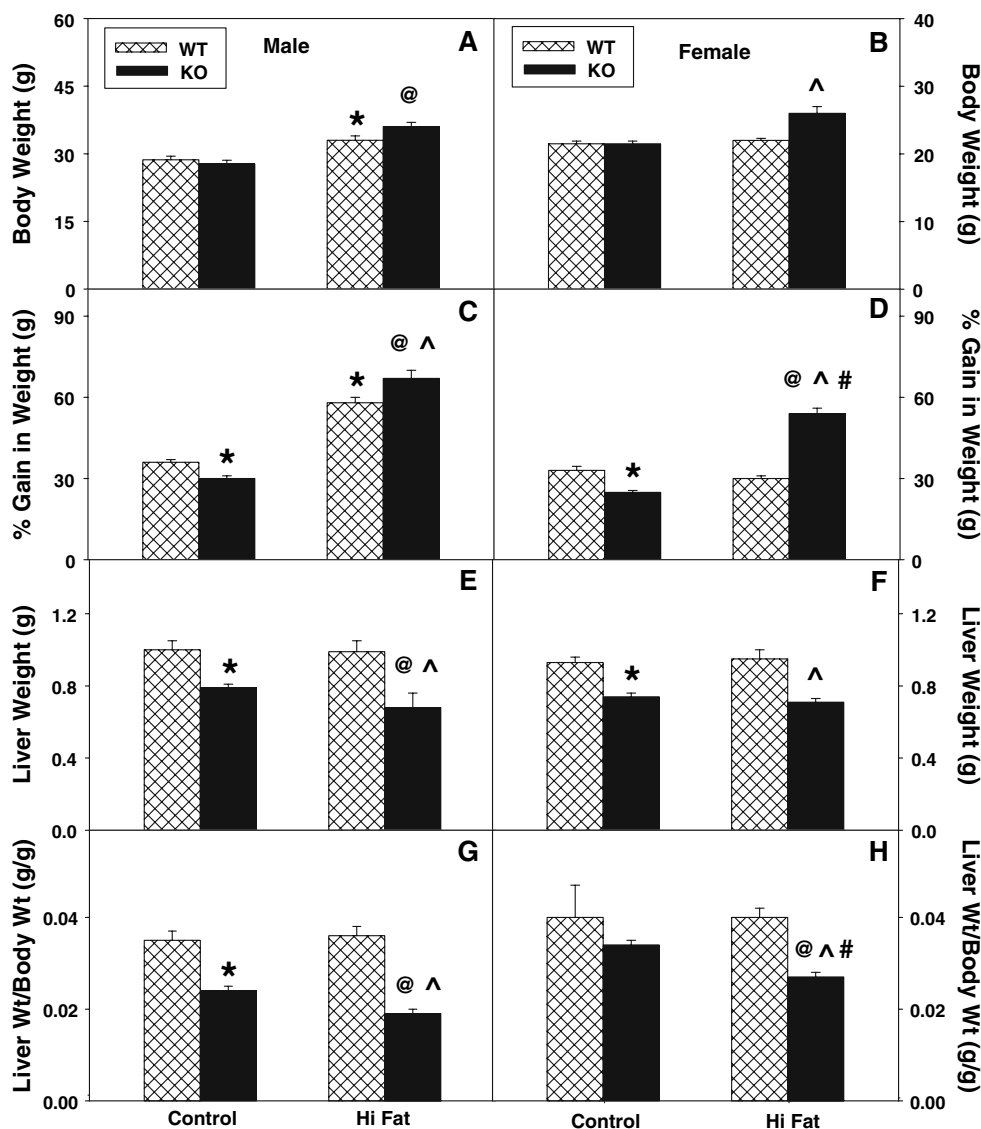 WT
KO
Male
A
60
45
30
15
0
Body Weight (g)
@
*
WT
KO
Female
B
40
30
20
10
0
Body Weight (g)
^
C
90
60
30
0
% Gain in Weight (g)
@ ^
*
*
D
90
60
30
0
% Gain in Weight (g)
@ ^ #
*
E
1.2
0.8
0.4
0.0
Liver Weight (g)
*
@ ^
F
1.2
0.8
0.4
0.0
Liver Weight (g)
*
^
G
0.04
0.02
0.00
Liver Wt/Body Wt (g/g)
*
@ ^
H
0.04
0.02
0.00
Liver Wt/Body Wt (g/g)
@ ^ #
Control
Hi Fat
Control
Hi Fat